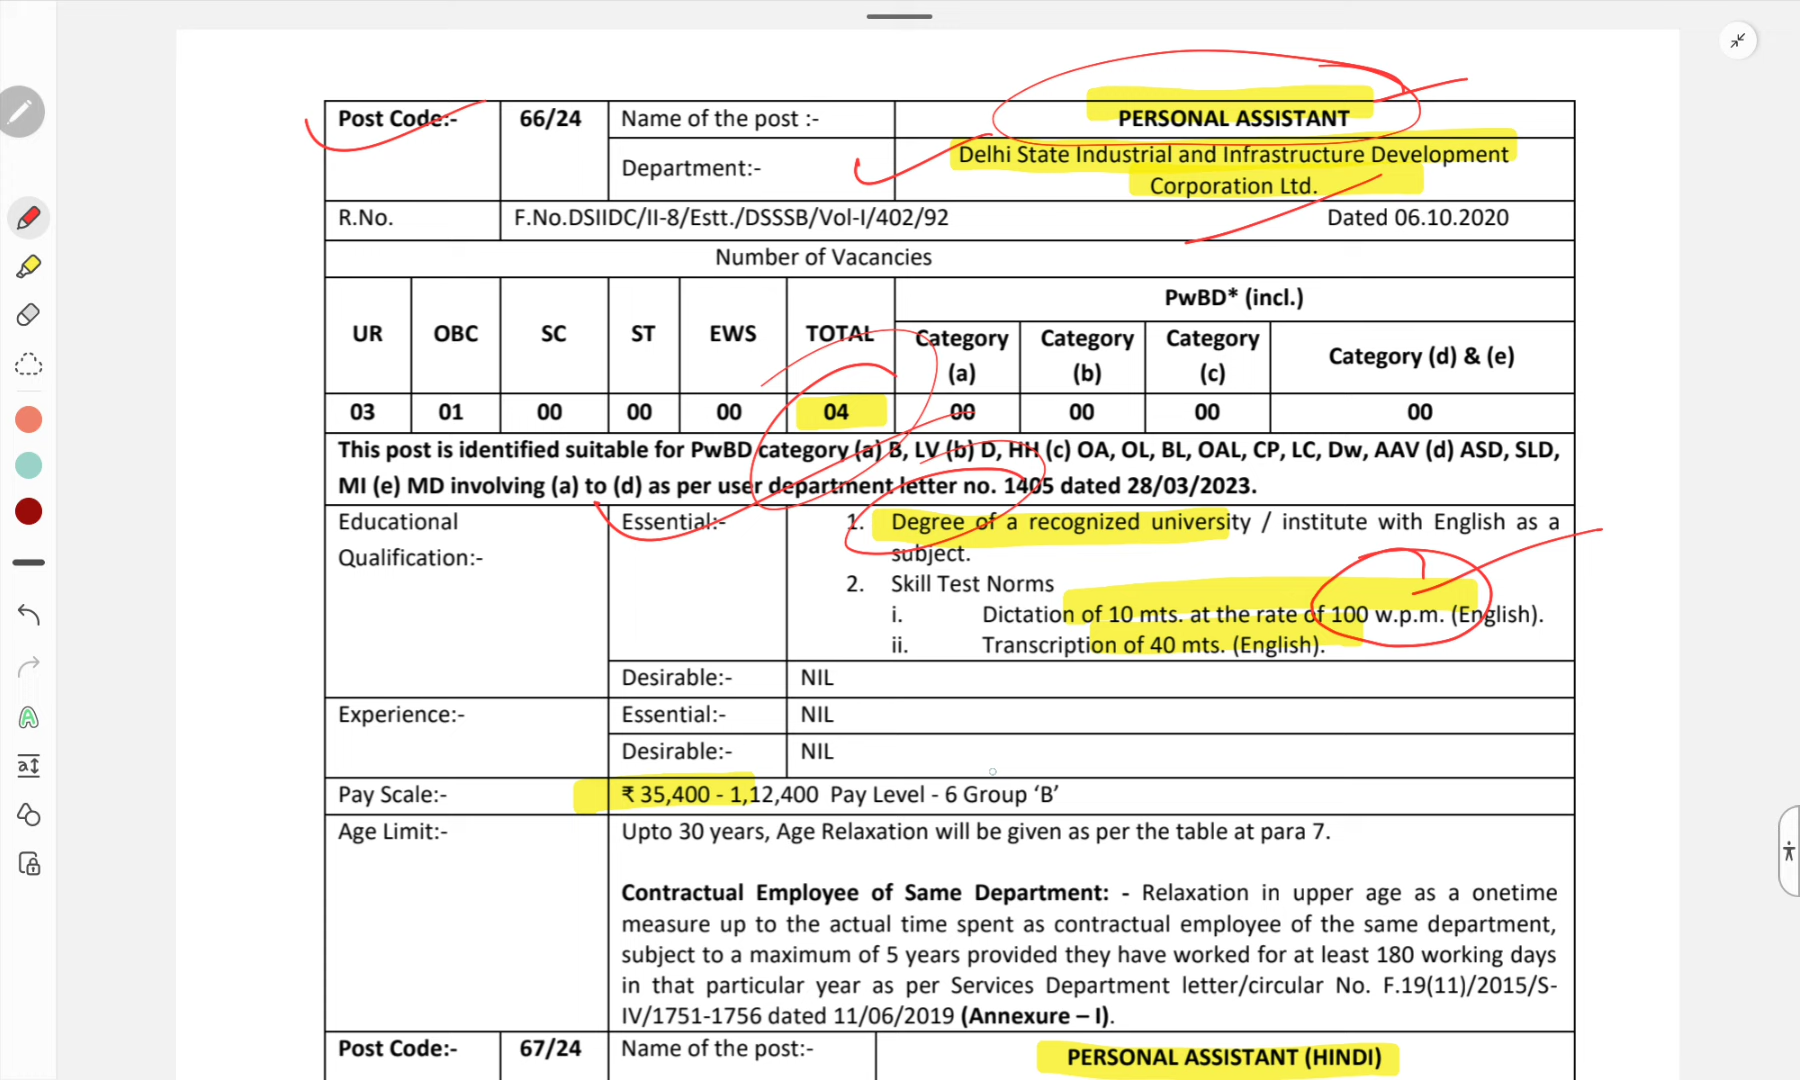 Post Code:- 66/24 Name of the post :- PERSONAL ASSISTANT
Department:- Delhi State Industrial and Infrastructure Development
Corporation Ltd.
R.No. F.No.DSIIDC/II-8/Estt./DSSSB/Vol-I/402/92 Dated 06.10.2020
Number of Vacancies
UR OBC SC ST EWS TOTAL PwBD* (incl.)
Category (a) Category (b) Category (c) Category (d) & (e)
03 01 00 00 00 04 00 00 00 00
This post is identified suitable for PwBD category (a) B, LV (b) D, HH (c) OA, OL, BL, OAL, CP, LC, Dw, AAV (d) ASD, SLD,
MI (e) MD involving (a) to (d) as per user department letter no. 1405 dated 28/03/2023.
Educational Qualification:- Essential:- 1. Degree of a recognized university / institute with English as a
subject.
2. Skill Test Norms
i. Dictation of 10 mts. at the rate of 100 w.p.m. (English).
ii. Transcription of 40 mts. (English).
Desirable:- NIL
Experience:- Essential:- NIL
Desirable:- NIL
Pay Scale:- ₹ 35,400 - 1,12,400 Pay Level - 6 Group ‘B’
Age Limit:- Upto 30 years, Age Relaxation will be given as per the table at para 7.
Contractual Employee of Same Department: - Relaxation in upper age as a onetime
measure up to the actual time spent as contractual employee of the same department,
subject to a maximum of 5 years provided they have worked for at least 180 working days
in that particular year as per Services Department letter/circular No. F.19(11)/2015/S-
IV/1751-1756 dated 11/06/2019 (Annexure – I).
Post Code:- 67/24 Name of the post:- PERSONAL ASSISTANT (HINDI)